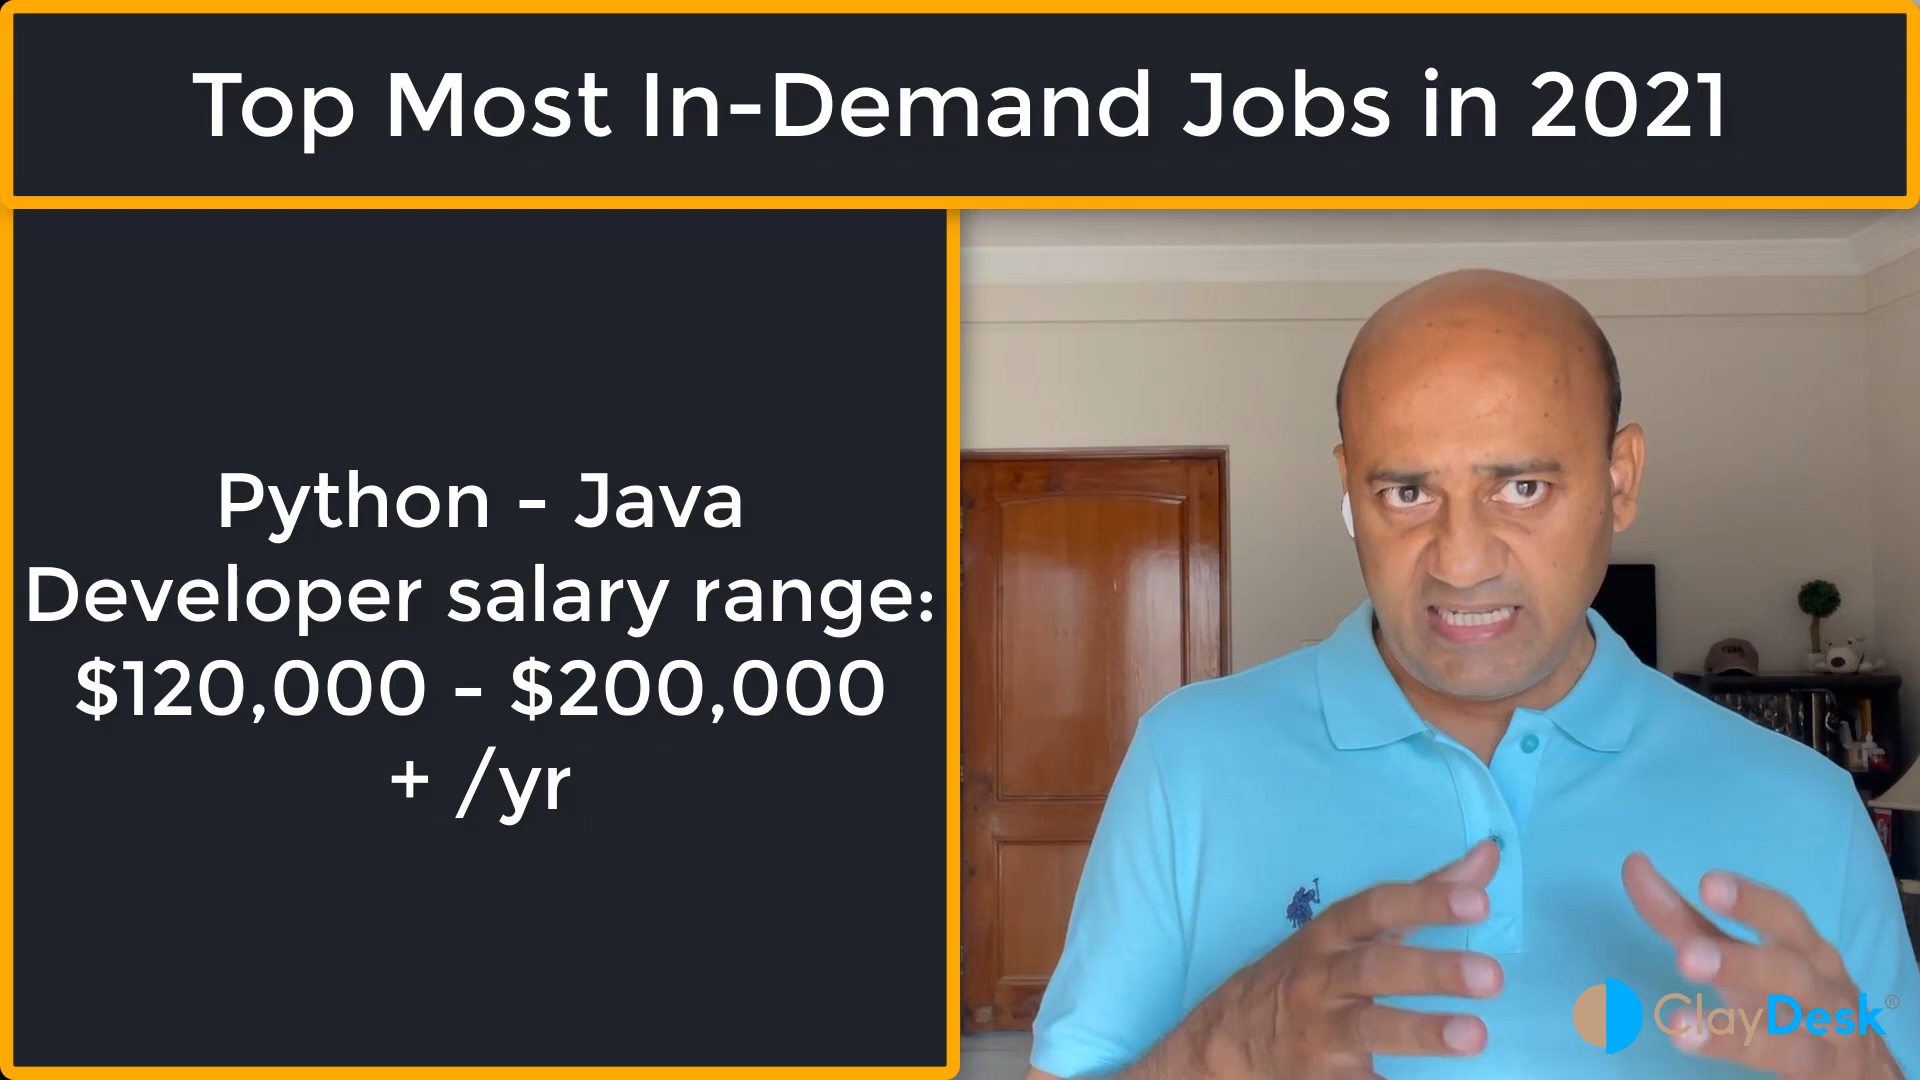 Top Most In-Demand Jobs in 2021
Python - Java
Developer salary range:
$120,000 - $200,000
+ /yr
ClayDesk®